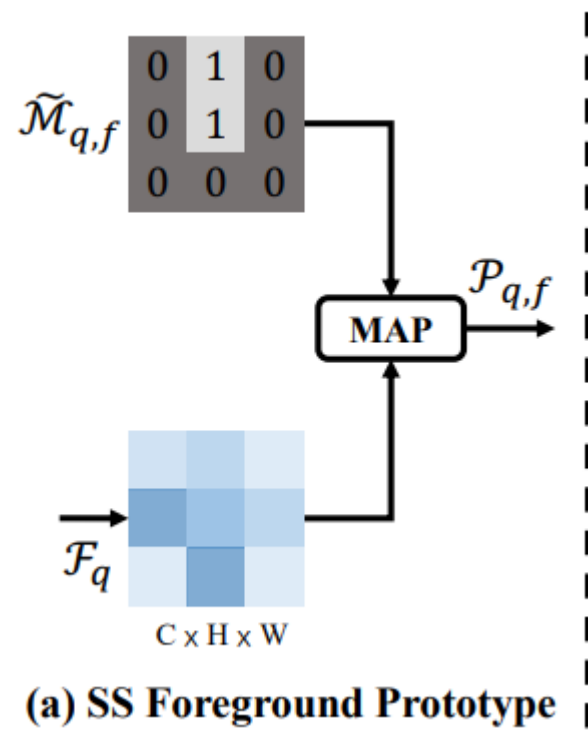 0 1 0
M̃q,f 0 1 0
0 0 0
Pq,f
MAP
Fq
C x H x W
(a) SS Foreground Prototype